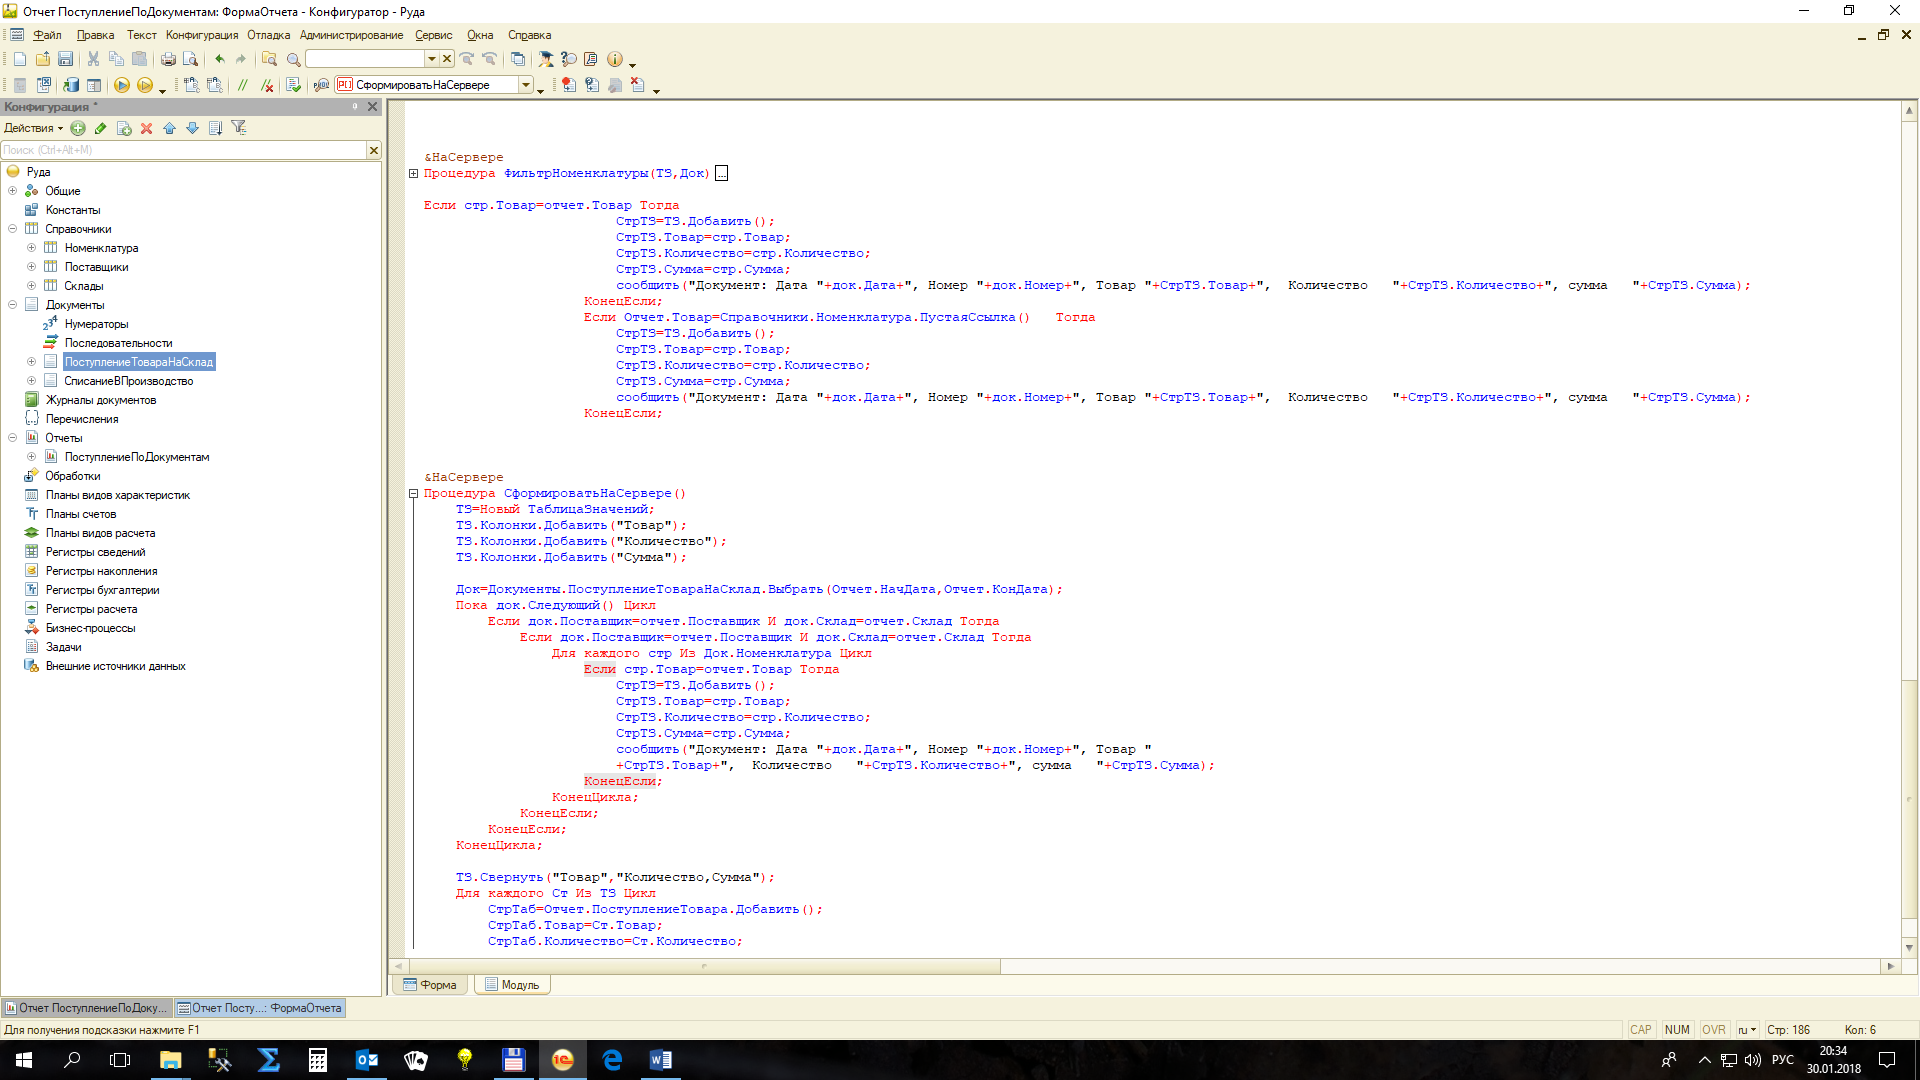 Отчет ПоступлениеПоДокументам: ФормаОтчета - Конфигуратор - Руда
Файл Правка Текст Конфигурация Отладка Администрирование Сервис Окна Справка
СформироватьНаСервере
Конфигурация *
Действия
Поиск (Ctrl+Alt+M)
Руда
Общие
Константы
Справочники
Номенклатура
Поставщики
Склады
Документы
Нумераторы
Последовательности
ПоступлениеТовараНаСклад
СписаниеВПроизводство
Журналы документов
Перечисления
Отчеты
ПоступлениеПоДокументам
Обработки
Планы видов характеристик
Планы счетов
Планы видов расчета
Регистры сведений
Регистры накопления
Регистры бухгалтерии
Регистры расчета
Бизнес-процессы
Задачи
Внешние источники данных
&НаСервере
Процедура ФильтрНоменклатуры(ТЗ,Док) ...
Если стр.Товар=отчет.Товар Тогда
СтрТЗ=ТЗ.Добавить();
СтрТЗ.Товар=стр.Товар;
СтрТЗ.Количество=стр.Количество;
СтрТЗ.Сумма=стр.Сумма;
сообщить("Документ: Дата "+док.Дата+", Номер "+док.Номер+", Товар "+СтрТЗ.Товар+",  Количество   "+СтрТЗ.Количество+", сумма   "+СтрТЗ.Сумма);
КонецЕсли;
Если Отчет.Товар=Справочники.Номенклатура.ПустаяСсылка()   Тогда
СтрТЗ=ТЗ.Добавить();
СтрТЗ.Товар=стр.Товар;
СтрТЗ.Количество=стр.Количество;
СтрТЗ.Сумма=стр.Сумма;
сообщить("Документ: Дата "+док.Дата+", Номер "+док.Номер+", Товар "+СтрТЗ.Товар+",  Количество   "+СтрТЗ.Количество+", сумма   "+СтрТЗ.Сумма);
КонецЕсли;
&НаСервере
Процедура СформироватьНаСервере()
ТЗ=Новый ТаблицаЗначений;
ТЗ.Колонки.Добавить("Товар");
ТЗ.Колонки.Добавить("Количество");
ТЗ.Колонки.Добавить("Сумма");
Док=Документы.ПоступлениеТовараНаСклад.Выбрать(Отчет.НачДата,Отчет.КонДата);
Пока док.Следующий() Цикл
Если док.Поставщик=отчет.Поставщик И док.Склад=отчет.Склад Тогда
Если док.Поставщик=отчет.Поставщик И док.Склад=отчет.Склад Тогда
Для каждого стр Из Док.Номенклатура Цикл
Если стр.Товар=отчет.Товар Тогда
СтрТЗ=ТЗ.Добавить();
СтрТЗ.Товар=стр.Товар;
СтрТЗ.Количество=стр.Количество;
СтрТЗ.Сумма=стр.Сумма;
сообщить("Документ: Дата "+док.Дата+", Номер "+док.Номер+", Товар "
+СтрТЗ.Товар+",  Количество   "+СтрТЗ.Количество+", сумма   "+СтрТЗ.Сумма);
КонецЕсли;
КонецЦикла;
КонецЕсли;
КонецЕсли;
КонецЦикла;
ТЗ.Свернуть("Товар","Количество,Сумма");
Для каждого Ст Из ТЗ Цикл
СтрТаб=Отчет.ПоступлениеТовара.Добавить();
СтрТаб.Товар=Ст.Товар;
СтрТаб.Количество=Ст.Количество;
Форма Модуль
Отчет ПоступлениеПоДоку... Отчет Посту...: ФормаОтчета
Для получения подсказки нажмите F1 CAP NUM OVR ru Стр: 186 Кол: 6
РУС 20:34
30.01.2018